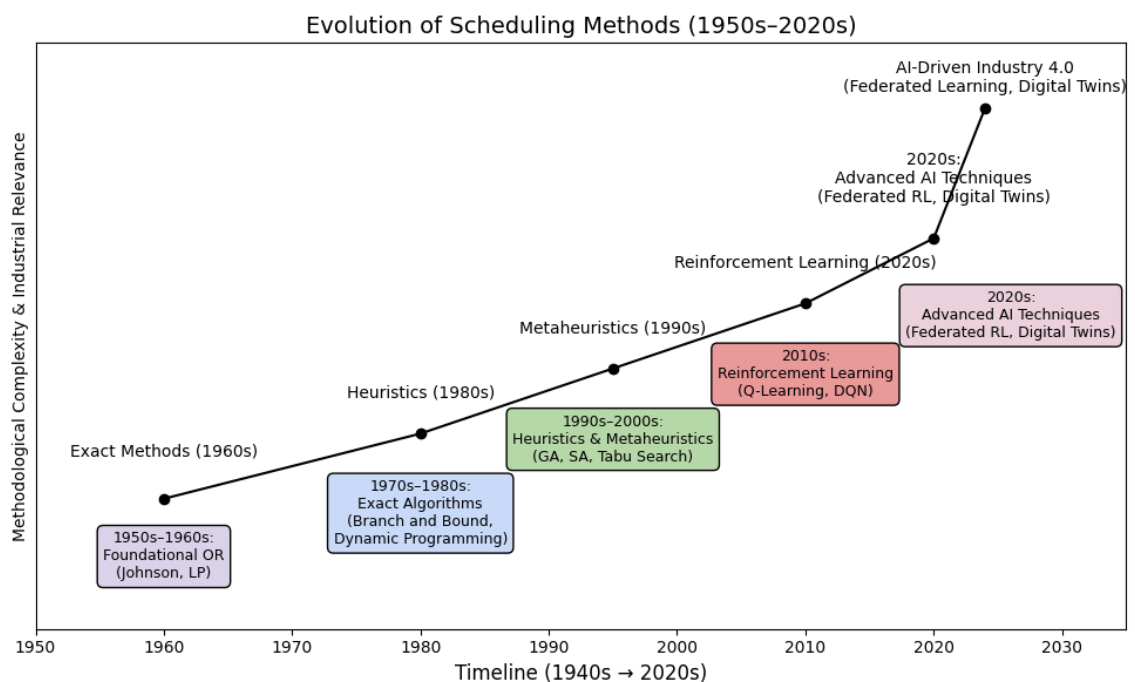 Evolution of Scheduling Methods (1950s–2020s)
Methodological Complexity & Industrial Relevance
AI-Driven Industry 4.0
(Federated Learning, Digital Twins)
2020s:
Advanced AI Techniques
(Federated RL, Digital Twins)
Reinforcement Learning (2020s)
Metaheuristics (1990s)
Heuristics (1980s)
Exact Methods (1960s)
1950s–1960s:
Foundational OR
(Johnson, LP)
1970s–1980s:
Exact Algorithms
(Branch and Bound,
Dynamic Programming)
1990s–2000s:
Heuristics & Metaheuristics
(GA, SA, Tabu Search)
2010s:
Reinforcement Learning
(Q-Learning, DQN)
2020s:
Advanced AI Techniques
(Federated RL, Digital Twins)
1950 1960 1970 1980 1990 2000 2010 2020 2030
Timeline (1940s → 2020s)